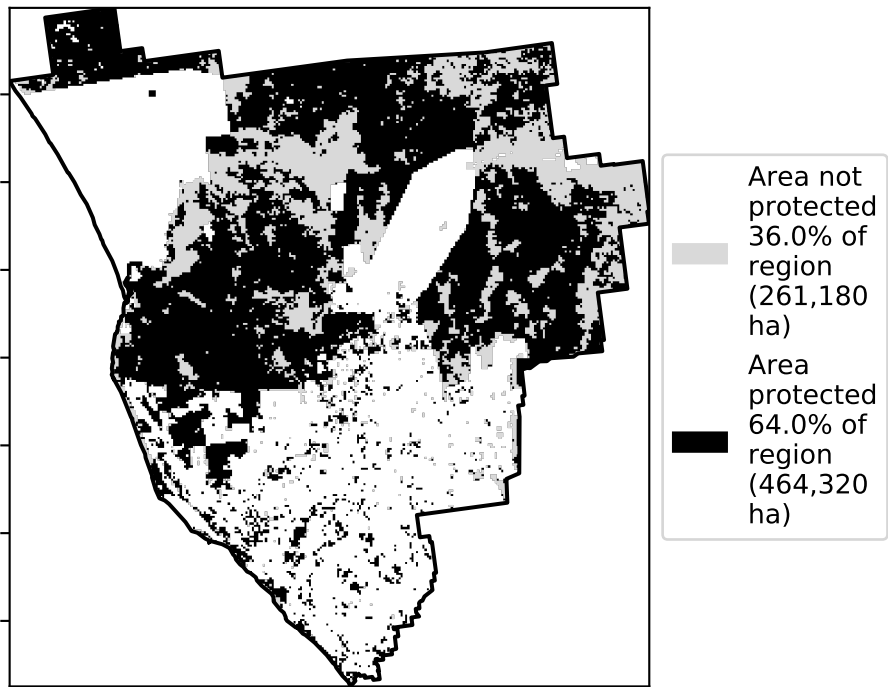 Area not
protected
36.0% of
region
(261,180
ha)
Area
protected
64.0% of
region
(464,320
ha)